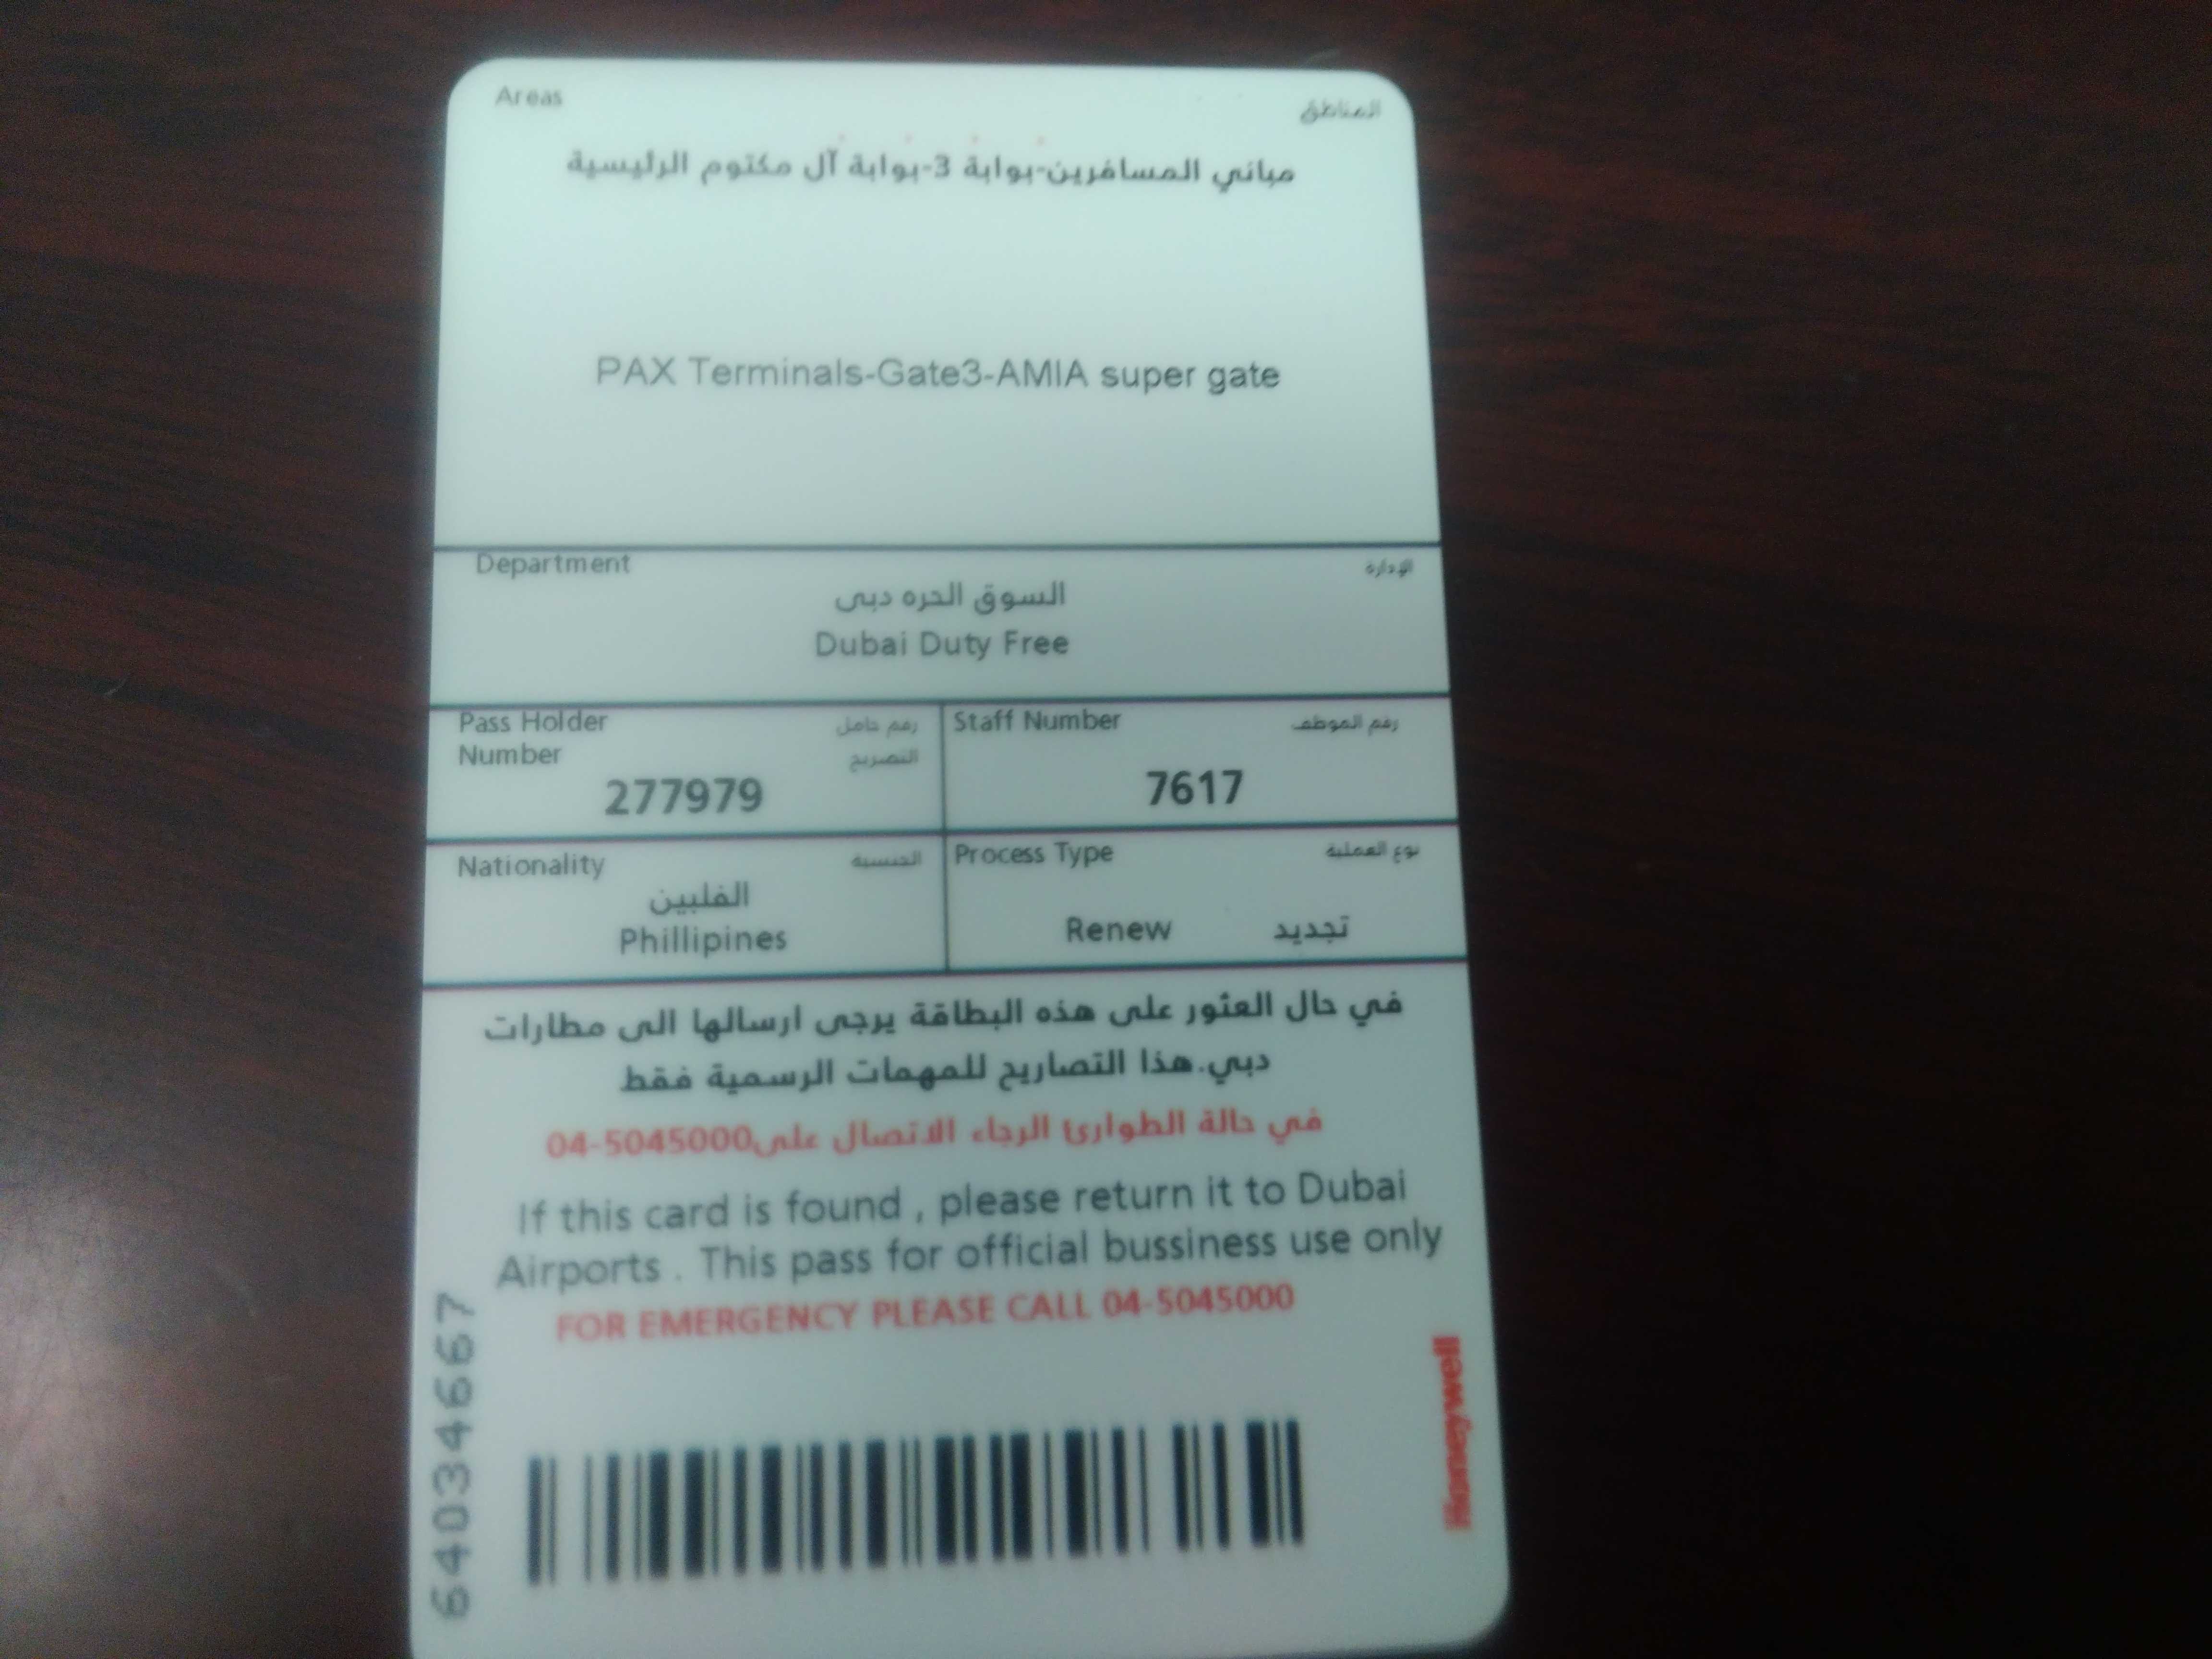 Areas
المناطق
مباني المسافرين-بوابة 3-بوابة آل مكتوم الرئيسية
PAX Terminals-Gate3-AMIA super gate
Department
الإدارة
السوق الحره دبى
Dubai Duty Free
Pass Holder Number
رقم حامل التصريح
277979
Staff Number
رقم الموظف
7617
Nationality
الجنسية
الفلبين
Phillipines
Process Type
نوع العملية
Renew
تجديد
في حال العثور على هذه البطاقة يرجى ارسالها الى مطارات
دبي.هذا التصاريح للمهمات الرسمية فقط
في حالة الطوارئ الرجاء الاتصال على04-5045000
If this card is found , please return it to Dubai
Airports . This pass for official bussiness use only
FOR EMERGENCY PLEASE CALL 04-5045000
64034667
Honeywell